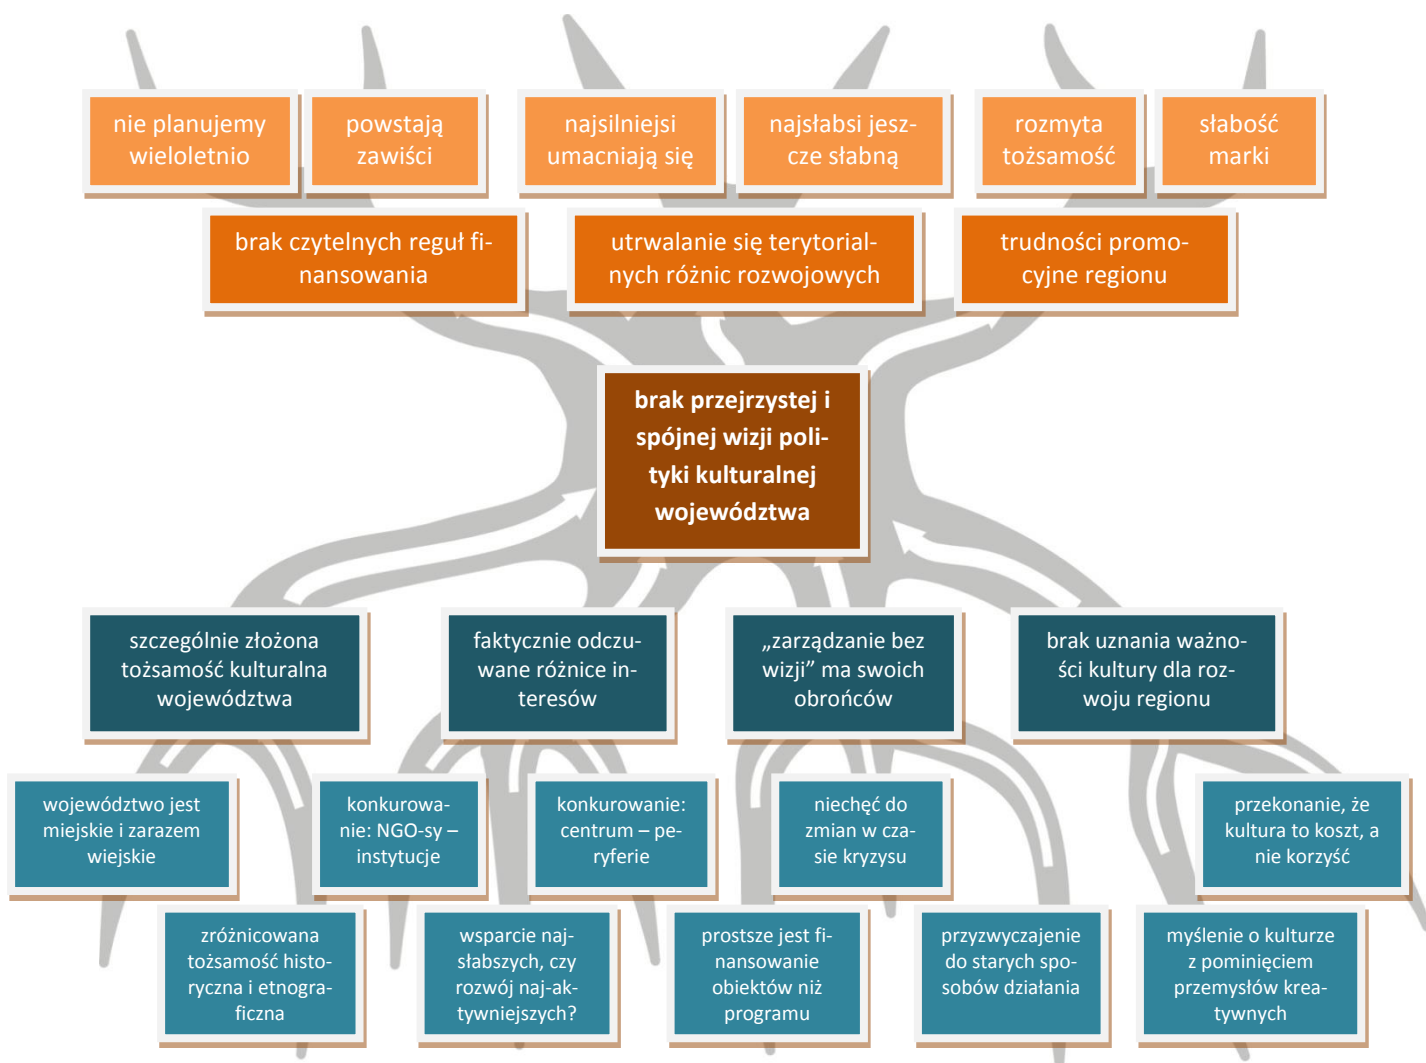 nie planujemy
wieloletnio
powstają
zawiści
najsilniejsi
umacniają się
najsłabsi jesz-
cze słabną
rozmyta
tożsamość
słabość
marki
brak czytelnych reguł fi-
nansowania
utrwalanie się terytorial-
nych różnic rozwojowych
trudności promo-
cyjne regionu
brak przejrzystej i
spójnej wizji poli-
tyki kulturalnej
województwa
szczególnie złożona
tożsamość kulturalna
województwa
faktycznie odczu-
wane różnice in-
teresów
„zarządzanie bez
wizji” ma swoich
obrońców
brak uznania ważno-
ści kultury dla roz-
woju regionu
województwo jest
miejskie i zarazem
wiejskie
konkurowa-
nie: NGO-sy –
instytucje
konkurowanie:
centrum – pe-
ryferie
niechęć do
zmian w cza-
sie kryzysu
przekonanie, że
kultura to koszt, a
nie korzyść
zróżnicowana
tożsamość histo-
ryczna i etnogra-
ficzna
wsparcie naj-
słabszych, czy
rozwój naj-ak-
tywniejszych?
prostsze jest fi-
nansowanie
obiektów niż
programu
przyzwyczajenie
do starych spo-
sobów działania
myślenie o kulturze
z pominięciem
przemysłów krea-
tywnych